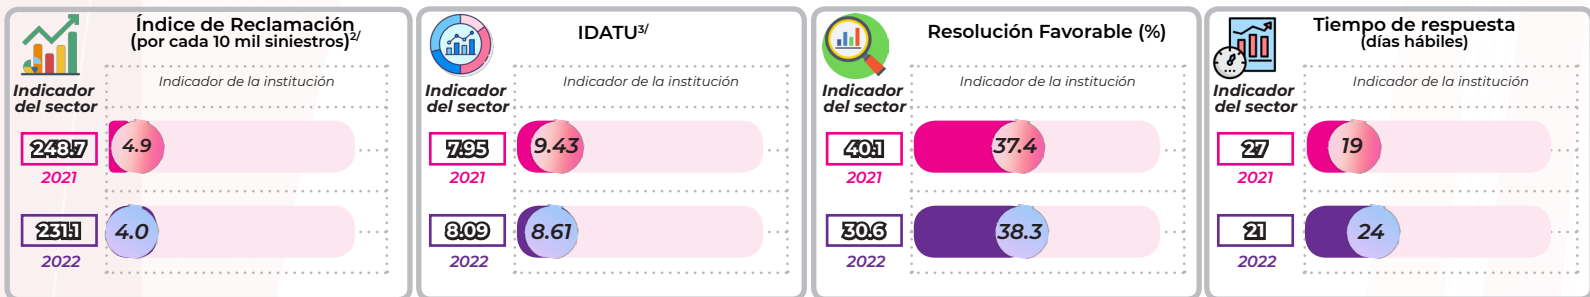 Índice de Reclamación
(por cada 10 mil siniestros)2/
Indicador de la institución
Indicador
del sector
248.7
4.9
2021
231.1
4.0
2022
IDATU3/
Indicador de la institución
Indicador
del sector
7.95
9.43
2021
8.09
8.61
2022
Resolución Favorable (%)
Indicador de la institución
Indicador
del sector
40.1
37.4
2021
30.6
38.3
2022
Tiempo de respuesta
(días hábiles)
Indicador de la institución
Indicador
del sector
27
19
2021
21
24
2022